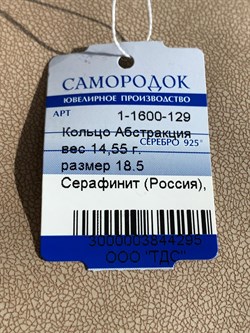 САМОРОДОК
ЮВЕЛИРНОЕ ПРОИЗВОДСТВО
АРТ 1-1600-129
Кольцо Абстракция
СЕРЕБРО 925°
вес 14,55 г.
размер 18.5
Серафинит (Россия),
3000003844295
ООО "ТДС"